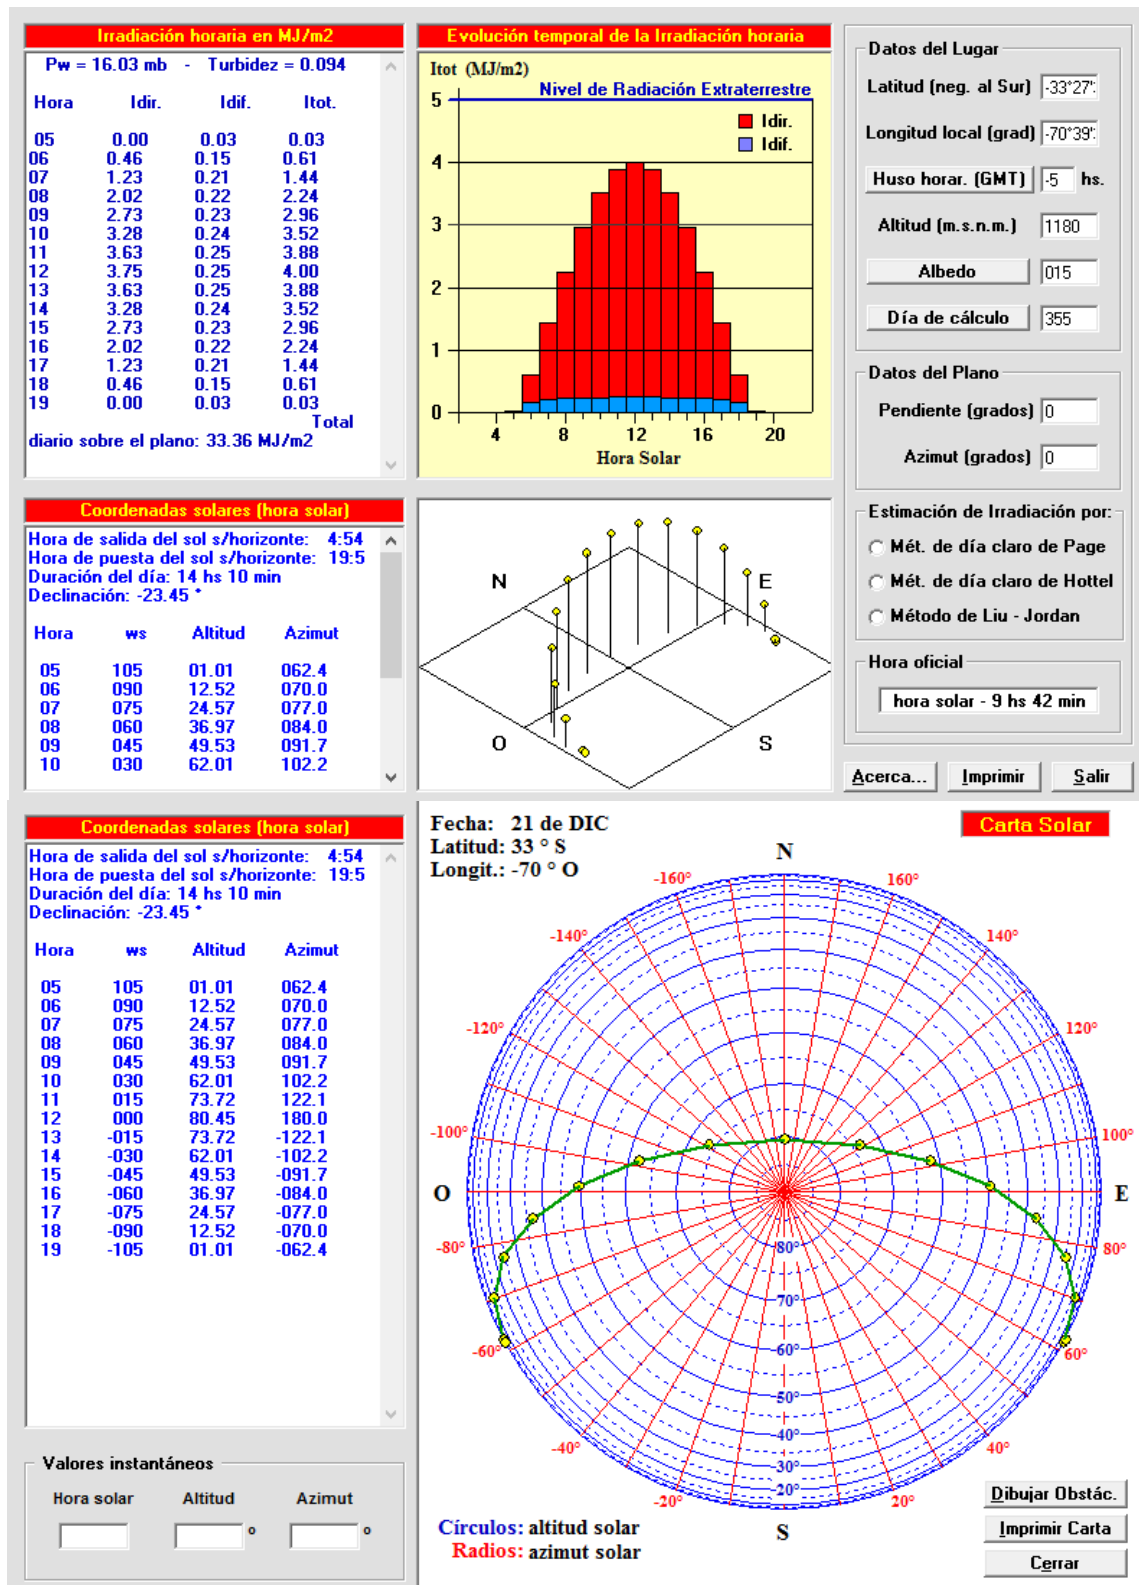 Irradiación horaria en MJ/m2
Pw = 16.03 mb - Turbidez = 0.094
Hora Idir. Idif. Itot.
05 0.00 0.03 0.03
06 0.46 0.15 0.61
07 1.23 0.21 1.44
08 2.02 0.22 2.24
09 2.73 0.23 2.96
10 3.28 0.24 3.52
11 3.63 0.25 3.88
12 3.75 0.25 4.00
13 3.63 0.25 3.88
14 3.28 0.24 3.52
15 2.73 0.23 2.96
16 2.02 0.22 2.24
17 1.23 0.21 1.44
18 0.46 0.15 0.61
19 0.00 0.03 0.03
Total
diario sobre el plano: 33.36 MJ/m2
Evolución temporal de la Irradiación horaria
Itot (MJ/m2)
Nivel de Radiación Extraterrestre
Idir.
Idif.
5
4
3
2
1
0
4 8 12 16 20
Hora Solar
Datos del Lugar
Latitud (neg. al Sur) -33°27':
Longitud local (grad) -70°39':
Huso horar. (GMT) -5 hs.
Altitud (m.s.n.m.) 1180
Albedo 015
Día de cálculo 355
Datos del Plano
Pendiente (grados) 0
Azimut (grados) 0
Estimación de Irradiación por:
Mét. de día claro de Page
Mét. de día claro de Hottel
Método de Liu - Jordan
Hora oficial
hora solar - 9 hs 42 min
Acerca... Imprimir Salir
Coordenadas solares (hora solar)
Hora de salida del sol s/horizonte: 4:54
Hora de puesta del sol s/horizonte: 19:5
Duración del día: 14 hs 10 min
Declinación: -23.45 °
Hora ws Altitud Azimut
05 105 01.01 062.4
06 090 12.52 070.0
07 075 24.57 077.0
08 060 36.97 084.0
09 045 49.53 091.7
10 030 62.01 102.2
N E
O S
Coordenadas solares (hora solar)
Hora de salida del sol s/horizonte: 4:54
Hora de puesta del sol s/horizonte: 19:5
Duración del día: 14 hs 10 min
Declinación: -23.45 °
Hora ws Altitud Azimut
05 105 01.01 062.4
06 090 12.52 070.0
07 075 24.57 077.0
08 060 36.97 084.0
09 045 49.53 091.7
10 030 62.01 102.2
11 015 73.72 122.1
12 000 80.45 180.0
13 -015 73.72 -122.1
14 -030 62.01 -102.2
15 -045 49.53 -091.7
16 -060 36.97 -084.0
17 -075 24.57 -077.0
18 -090 12.52 -070.0
19 -105 01.01 -062.4
Valores instantáneos
Hora solar Altitud Azimut
° °
Fecha: 21 de DIC
Latitud: 33 ° S
Longit.: -70 ° O
Carta Solar
N
-160° 160°
-140° 140°
-120° 120°
-100° 100°
O E
-80° 80°
80°
70°
-60° 60° 60°
50°
40°
-40° 40°
30°
20°
-20° 20°
S
Círculos: altitud solar
Radios: azimut solar
Dibujar Obstác.
Imprimir Carta
Cerrar